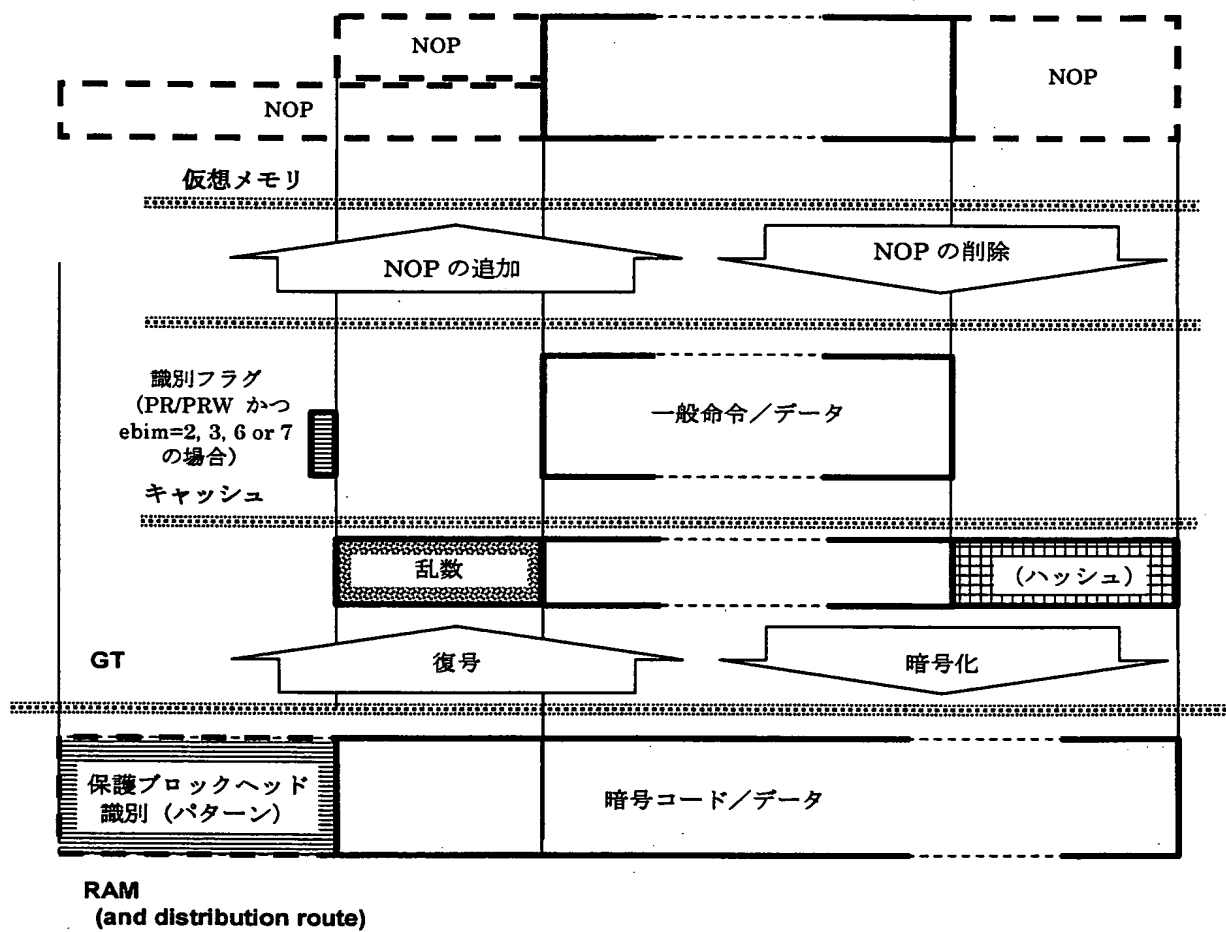 NOP
NOP
NOP
仮想メモリ
NOP の追加
NOP の削除
識別フラグ
(PR/PRW かつ
ebim=2, 3, 6 or 7
の場合)
一般命令／データ
キャッシュ
乱数
（ハッシュ）
GT
復号
暗号化
保護ブロックヘッド
識別（パターン）
暗号コード／データ
RAM
(and distribution route)